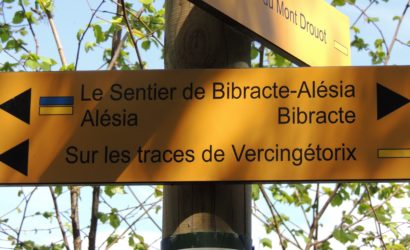 du Mont Drouot
Le Sentier de Bibracte-Alésia
Alésia Bibracte
Sur les traces de Vercingétorix